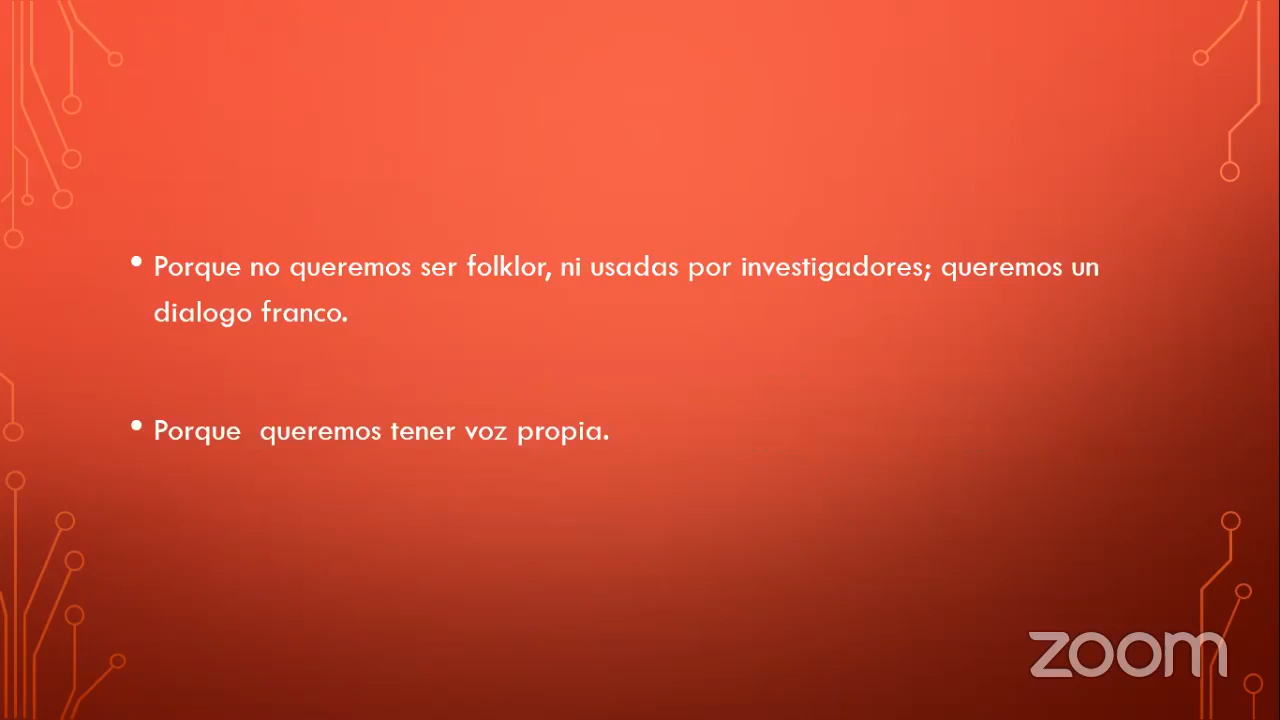 • Porque no queremos ser folklor, ni usadas por investigadores; queremos un
dialogo franco.
• Porque  queremos tener voz propia.
zoom